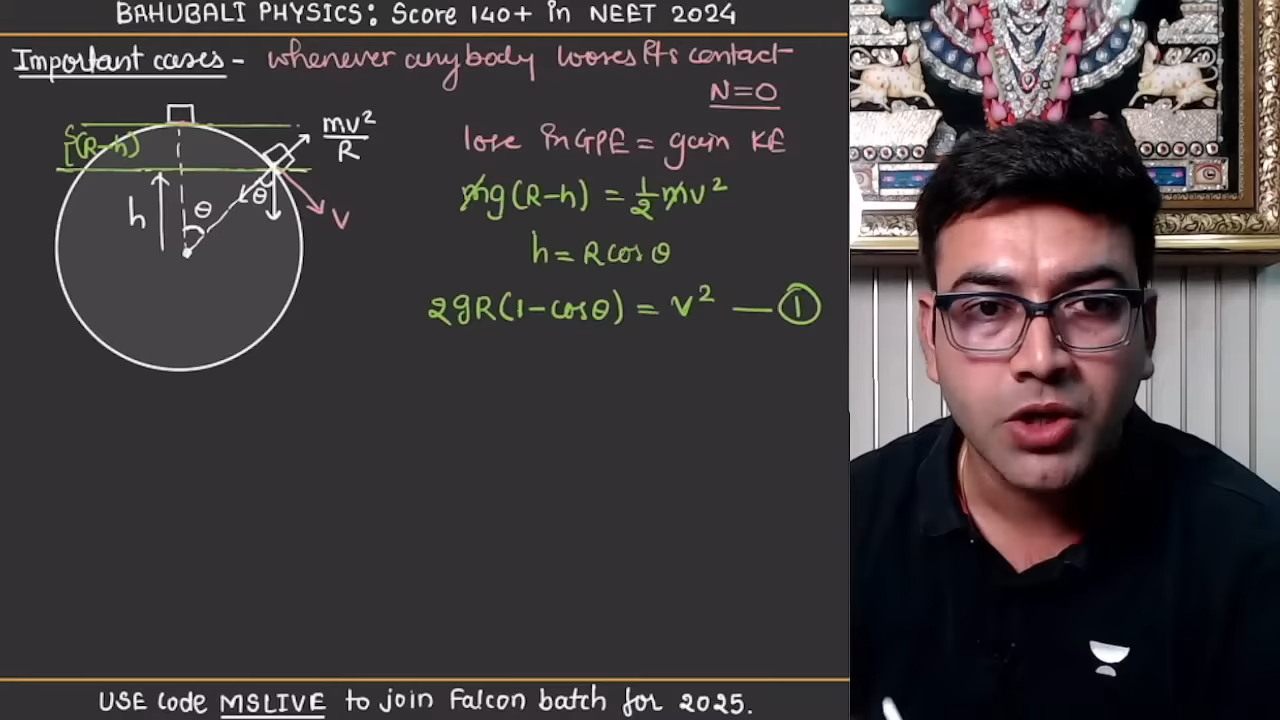 BAHUBALI PHYSICS: Score 140+ in NEET 2024
Important cases - whenever any body looses its contact
N=0
[(R-h)
mv²/R
h
θ
θ
v
lose in GPE = gain KE
mg(R-h) = 1/2 mv²
h = R cos θ
2gR(1-cosθ) = v² — ①
USE Code MSLIVE to join Falcon batch for 2025.